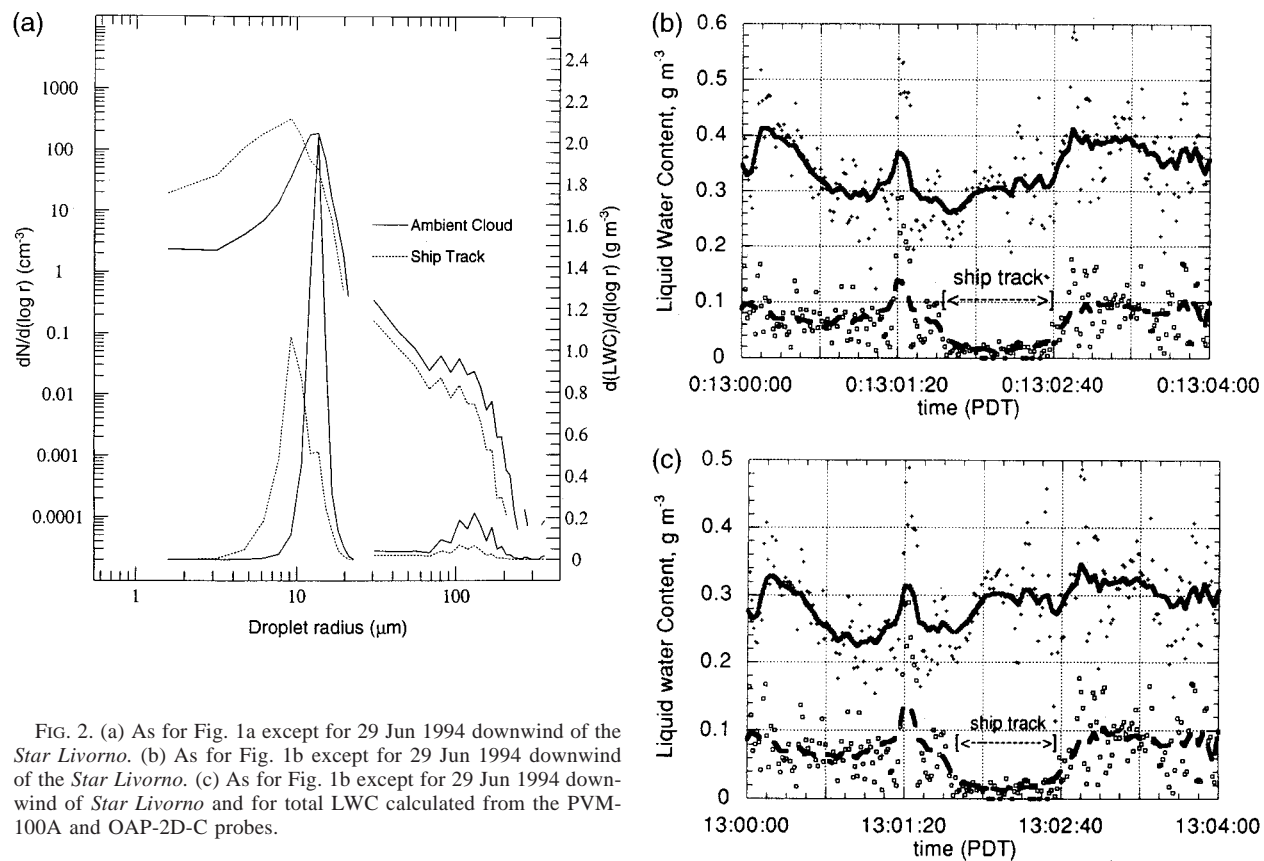 (a)
1000
100
10
1
0.1
0.01
0.001
0.0001
dN/d(log r) (cm-3)
2.4
2.2
2.0
1.8
1.6
1.4
1.2
1.0
0.8
0.6
0.4
0.2
0
d(LWC)/d(log r) (g m-3)
Ambient Cloud
Ship Track
1
10
100
Droplet radius (μm)
(b)
0.6
0.5
0.4
0.3
0.2
0.1
0
Liquid Water Content, g m-3
ship track
0:13:00:00
0:13:01:20
0:13:02:40
0:13:04:00
time (PDT)
(c)
0.5
0.4
0.3
0.2
0.1
0
Liquid water Content, g m-3
ship track
13:00:00
13:01:20
13:02:40
13:04:00
time (PDT)
FIG. 2. (a) As for Fig. 1a except for 29 Jun 1994 downwind of the
Star Livorno. (b) As for Fig. 1b except for 29 Jun 1994 downwind
of the Star Livorno. (c) As for Fig. 1b except for 29 Jun 1994 down-
wind of Star Livorno and for total LWC calculated from the PVM-
100A and OAP-2D-C probes.